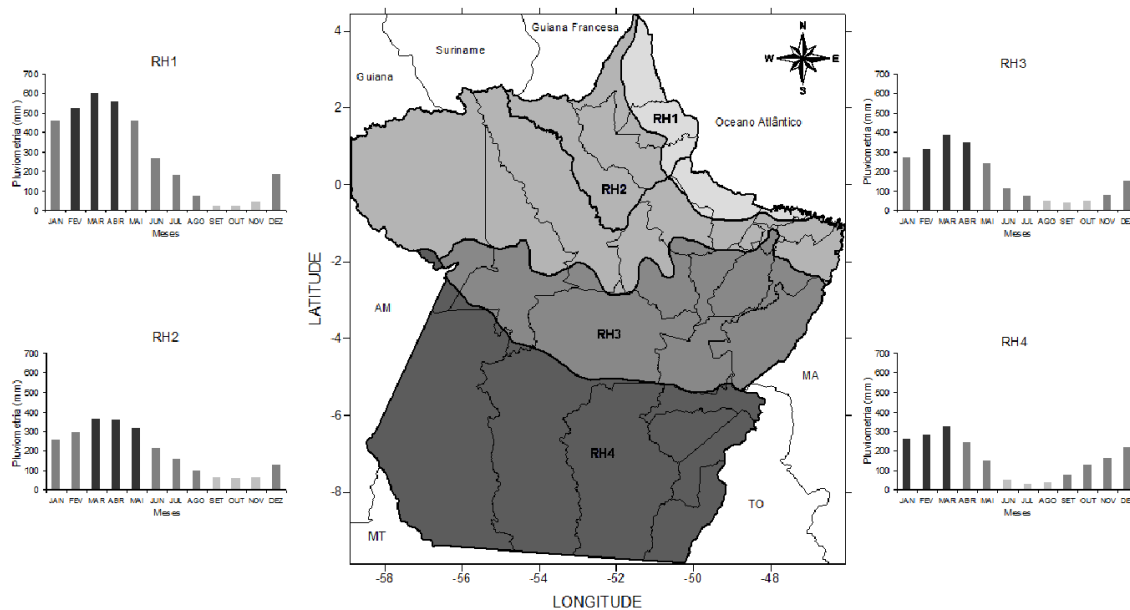 RH1
Pluviometria (mm)
700
600
500
400
300
200
100
0
JAN FEV MAR ABR MAI JUN JUL AGO SET OUT NOV DEZ
Meses
RH2
Pluviometria (mm)
700
600
500
400
300
200
100
0
JAN FEV MAR ABR MAI JUN JUL AGO SET OUT NOV DEZ
Meses
LATITUDE
4
2
0
-2
-4
-6
-8
Guiana Francesa
Suriname
Guiana
N
W E
S
Oceano Atlântico
RH1
RH2
AM
RH3
MA
RH4
TO
MT
-58 -56 -54 -52 -50 -48
LONGITUDE
RH3
Pluviometria (mm)
700
600
500
400
300
200
100
0
JAN FEV MAR ABR MAI JUN JUL AGO SET OUT NOV DE
Meses
RH4
Pluviometria (mm)
700
600
500
400
300
200
100
0
JAN FEV MAR ABR MAI JUN JUL AGO SET OUT NOV DE
Meses